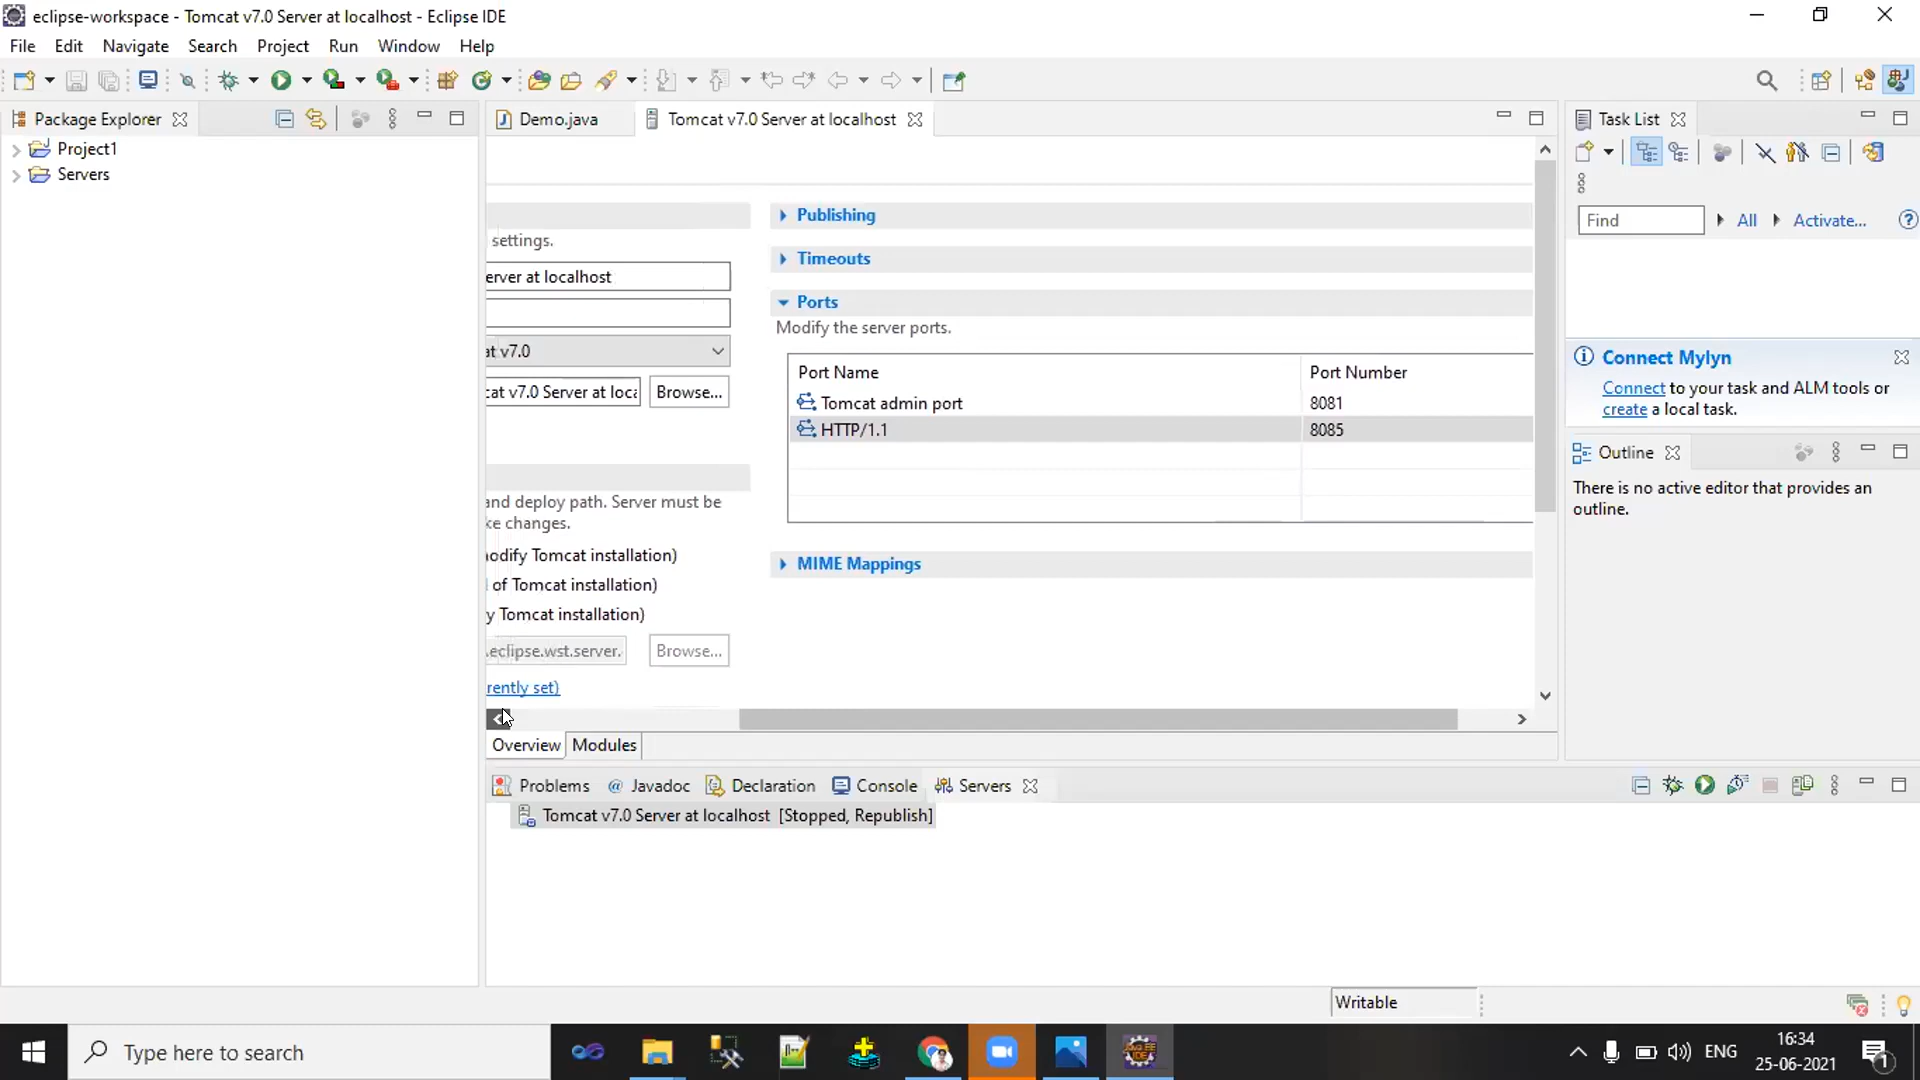 eclipse-workspace - Tomcat v7.0 Server at localhost - Eclipse IDE
File Edit Navigate Search Project Run Window Help
Package Explorer
Project1
Servers
Demo.java
Tomcat v7.0 Server at localhost
settings.
erver at localhost
at v7.0
cat v7.0 Server at loca
Browse...
and deploy path. Server must be
ke changes.
modify Tomcat installation)
of Tomcat installation)
y Tomcat installation)
.eclipse.wst.server.
Browse...
rently set)
Publishing
Timeouts
Ports
Modify the server ports.
Port Name Port Number
Tomcat admin port 8081
HTTP/1.1 8085
MIME Mappings
Overview Modules
Task List
Find
All
Activate...
Connect Mylyn
Connect to your task and ALM tools or
create a local task.
Outline
There is no active editor that provides an
outline.
Problems @ Javadoc Declaration Console Servers
Tomcat v7.0 Server at localhost [Stopped, Republish]
Writable
Type here to search
ENG
16:34
25-06-2021
1